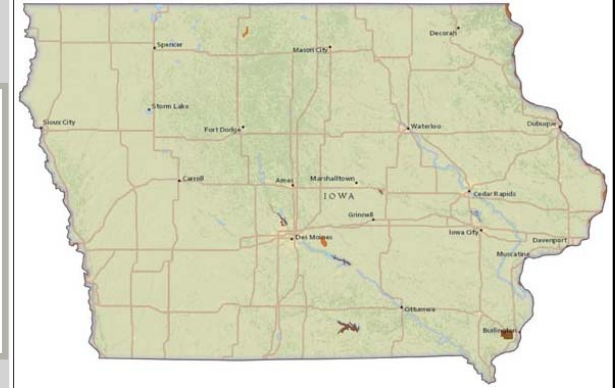 Decorah
Spencer
Mason City
Storm Lake
Sioux City
Fort Dodge
Waterloo
Dubuque
Carroll
Ames
Marshalltown
IOWA
Cedar Rapids
Grinnell
Iowa City
Des Moines
Davenport
Muscatine
Ottumwa
Burlington